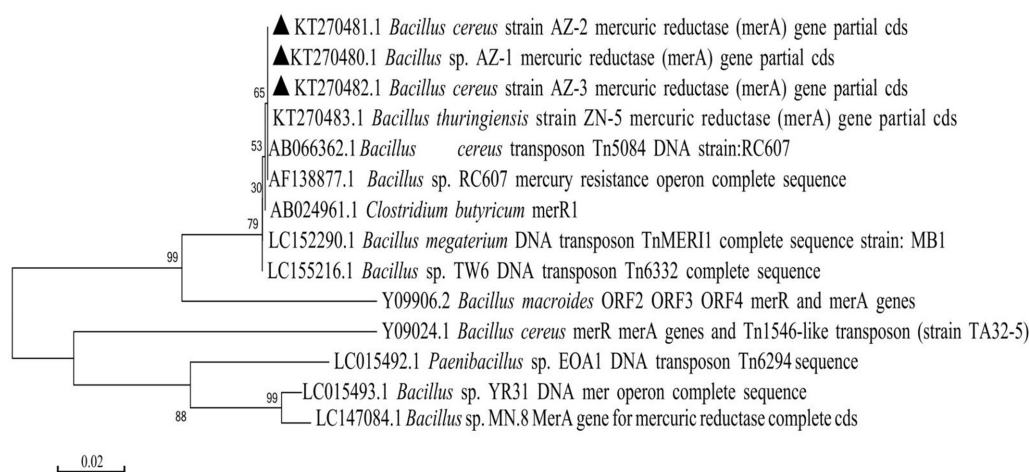 ▲KT270481.1 Bacillus cereus strain AZ-2 mercuric reductase (merA) gene partial cds
▲KT270480.1 Bacillus sp. AZ-1 mercuric reductase (merA) gene partial cds
▲KT270482.1 Bacillus cereus strain AZ-3 mercuric reductase (merA) gene partial cds
65
KT270483.1 Bacillus thuringiensis strain ZN-5 mercuric reductase (merA) gene partial cds
53
AB066362.1 Bacillus cereus transposon Tn5084 DNA strain:RC607
AF138877.1 Bacillus sp. RC607 mercury resistance operon complete sequence
30
AB024961.1 Clostridium butyricum merR1
79
LC152290.1 Bacillus megaterium DNA transposon TnMERI1 complete sequence strain: MB1
99
LC155216.1 Bacillus sp. TW6 DNA transposon Tn6332 complete sequence
Y09906.2 Bacillus macroides ORF2 ORF3 ORF4 merR and merA genes
Y09024.1 Bacillus cereus merR merA genes and Tn1546-like transposon (strain TA32-5)
LC015492.1 Paenibacillus sp. EOA1 DNA transposon Tn6294 sequence
LC015493.1 Bacillus sp. YR31 DNA mer operon complete sequence
99
88
LC147084.1 Bacillus sp. MN.8 MerA gene for mercuric reductase complete cds
0.02